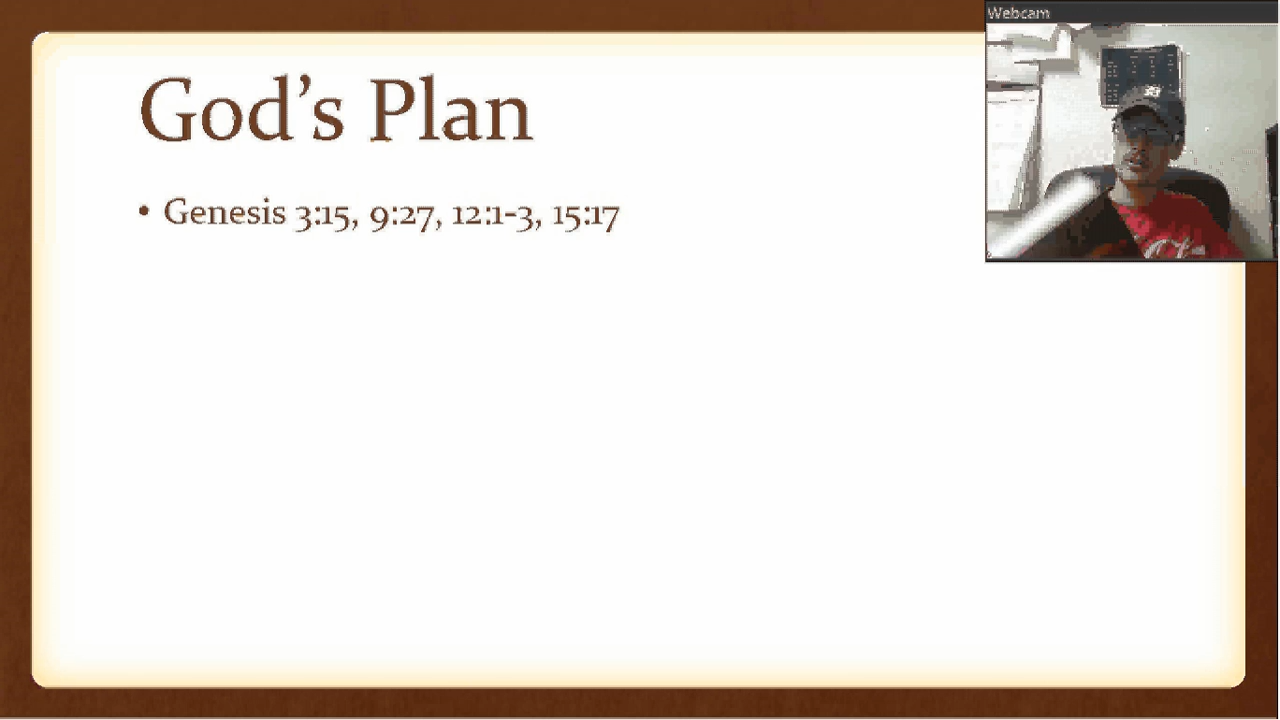 Webcam
God’s Plan
• Genesis 3:15, 9:27, 12:1-3, 15:17